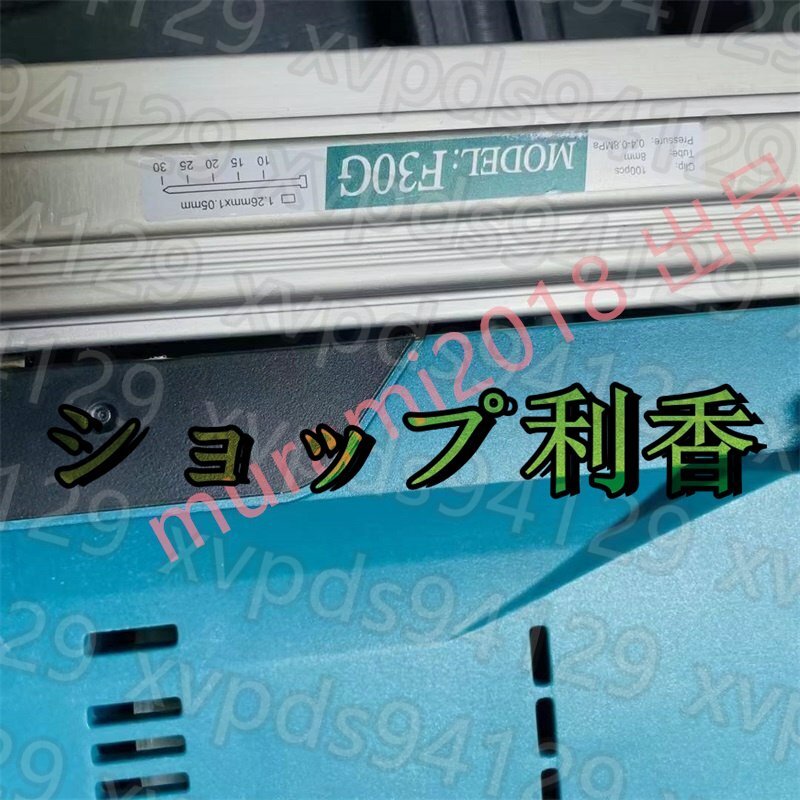 Clip: 100pcs
Tube: 8mm
Pressure: 0.4-0.8MPa
MODEL: F30G
1.26mmx1.05mm
10 15 20 25 30
murumi2018 出品
ショップ利香
xvpds94129